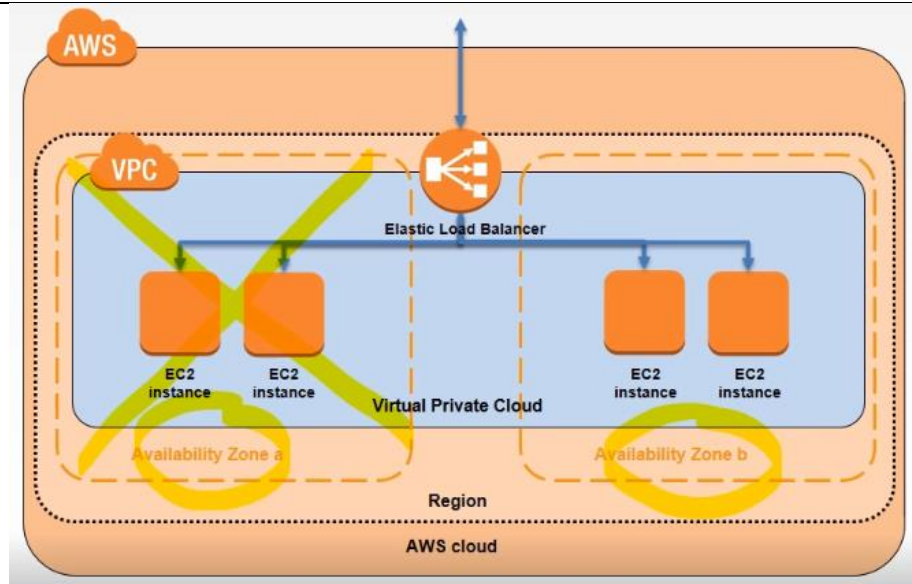 AWS
VPC
Elastic Load Balancer
EC2
instance
EC2
instance
EC2
instance
EC2
instance
Virtual Private Cloud
Availability Zone a
Availability Zone b
Region
AWS cloud